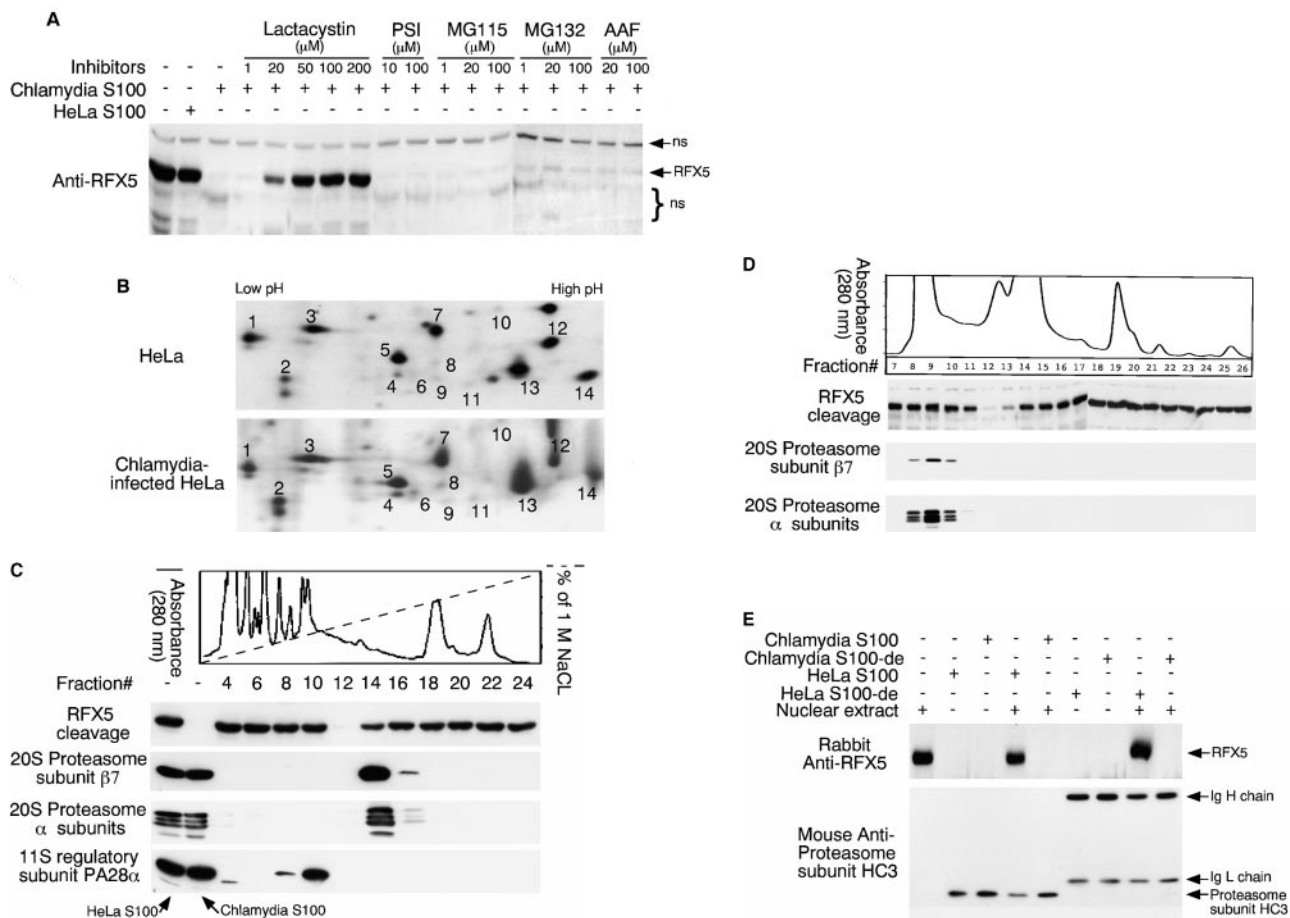 A
Lactacystin PSI MG115 MG132 AAF
(μM) (μM) (μM) (μM) (μM)
Inhibitors - - - - 1 20 50 100 200 10 100 1 20 100 1 20 100 20 100
Chlamydia S100 - - - + + + + + + + + + + + + + + + +
HeLa S100 - + - - - - - - - - - - - - - - - - -
ns
Anti-RFX5
RFX5
ns
B
Low pH High pH
HeLa
1 2 3 4 5 6 7 8 9 10 11 12 13 14
Chlamydia-
infected HeLa
1 2 3 4 5 6 7 8 9 10 11 12 13 14
C
Absorbance
(280 nm)
% of 1 M NaCL
Fraction# - - 4 6 8 10 12 14 16 18 20 22 24
RFX5
cleavage
20S Proteasome
subunit β7
20S Proteasome
α subunits
11S regulatory
subunit PA28α
HeLa S100 Chlamydia S100
D
Absorbance
(280 nm)
Fraction# 7 8 9 10 11 12 13 14 15 16 17 18 19 20 21 22 23 24 25 26
RFX5
cleavage
20S Proteasome
subunit β7
20S Proteasome
α subunits
E
Chlamydia S100 - - + - + - - - -
Chlamydia S100-de - - - - - - + - +
HeLa S100 - + - + - - - - -
HeLa S100-de - - - - - + - + -
Nuclear extract + - - + + - - + +
Rabbit
Anti-RFX5
RFX5
Ig H chain
Mouse Anti-
Proteasome
subunit HC3
Ig L chain
Proteasome
subunit HC3